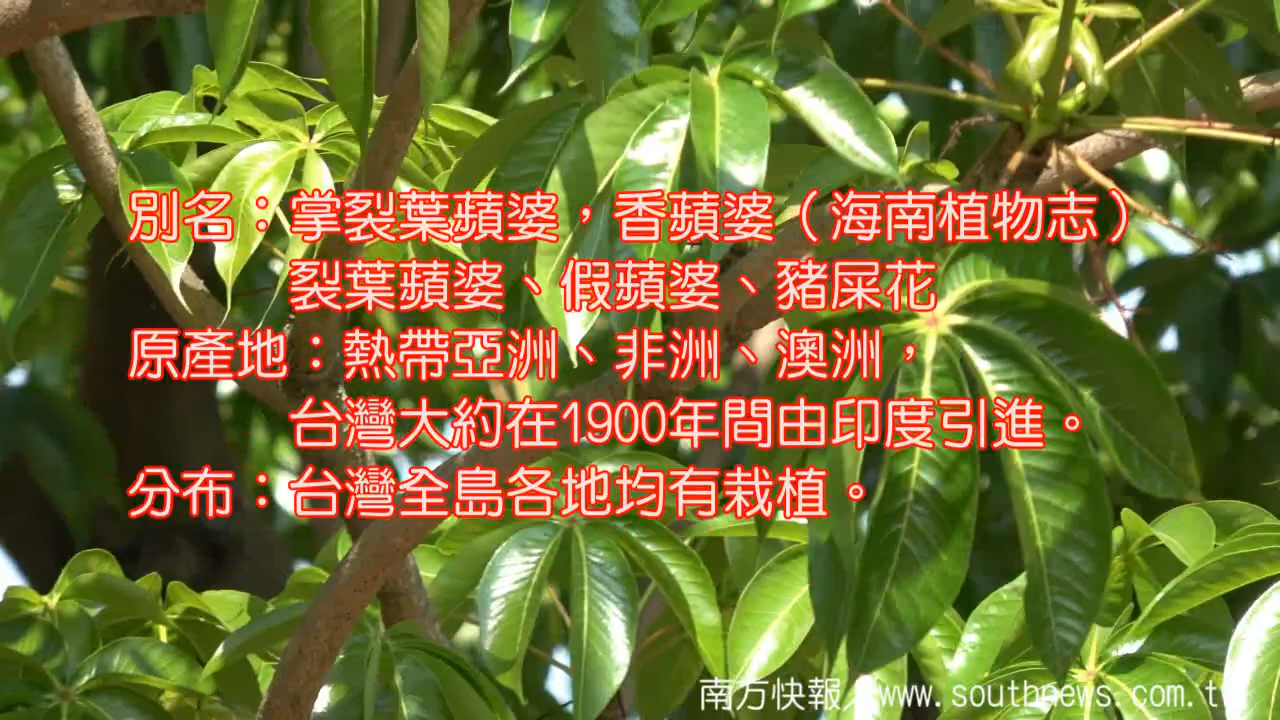 別名：掌裂葉蘋婆，香蘋婆（海南植物志）
裂葉蘋婆、假蘋婆、豬屎花
原產地：熱帶亞洲、非洲、澳洲，
台灣大約在1900年間由印度引進。
分布：台灣全島各地均有栽植。
南方快報／www.southnews.com.t